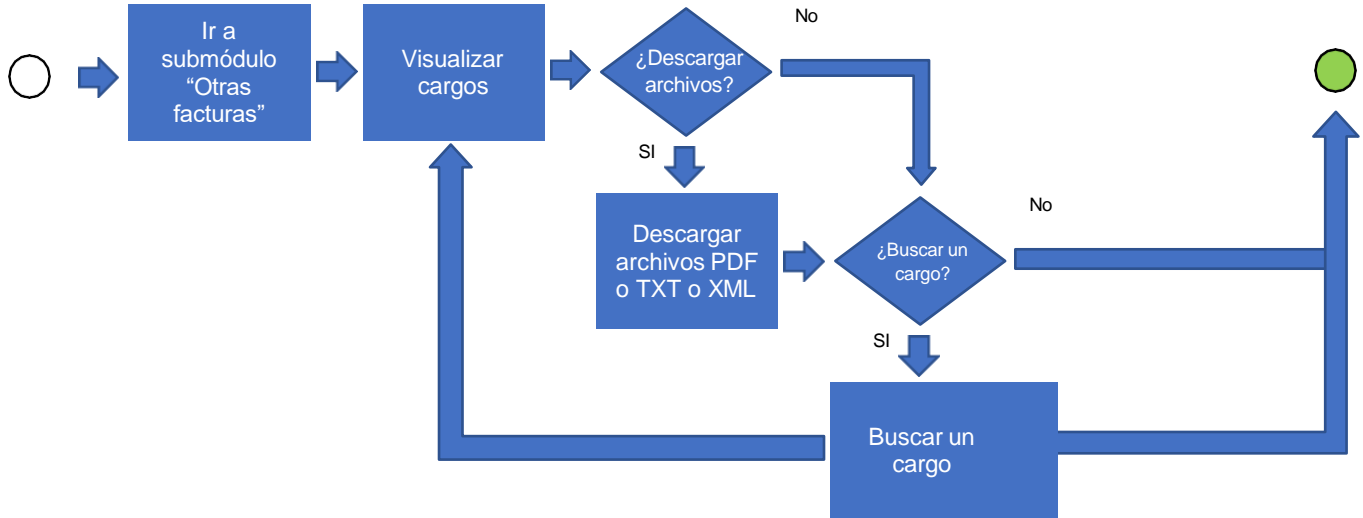 Ir a
submódulo
“Otras
facturas”
Visualizar
cargos
¿Descargar
archivos?
No
SI
Descargar
archivos PDF
o TXT o XML
¿Buscar un
cargo?
No
SI
Buscar un
cargo